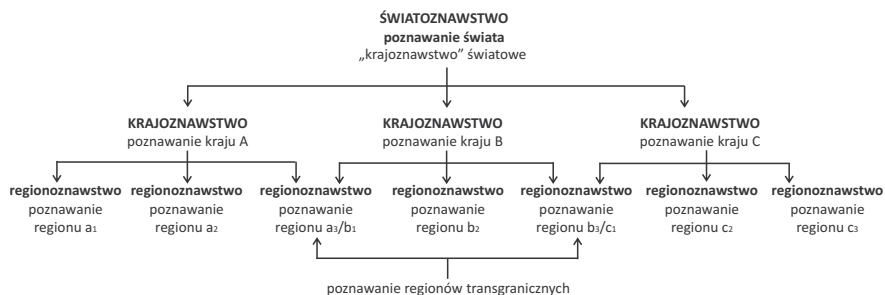 ŚWIATOZNAWSTWO
poznawanie świata
„krajoznawstwo” światowe
KRAJOZNAWSTWO KRAJOZNAWSTWO KRAJOZNAWSTWO
poznawanie kraju A poznawanie kraju B poznawanie kraju C
regionoznawstwo regionoznawstwo regionoznawstwo regionoznawstwo regionoznawstwo regionoznawstwo regionoznawstwo
poznawanie poznawanie poznawanie poznawanie poznawanie poznawanie poznawanie
regionu a₁ regionu a₂ regionu a₃/b₁ regionu b₂ regionu b₃/c₁ regionu c₂ regionu c₃
poznawanie regionów transgranicznych